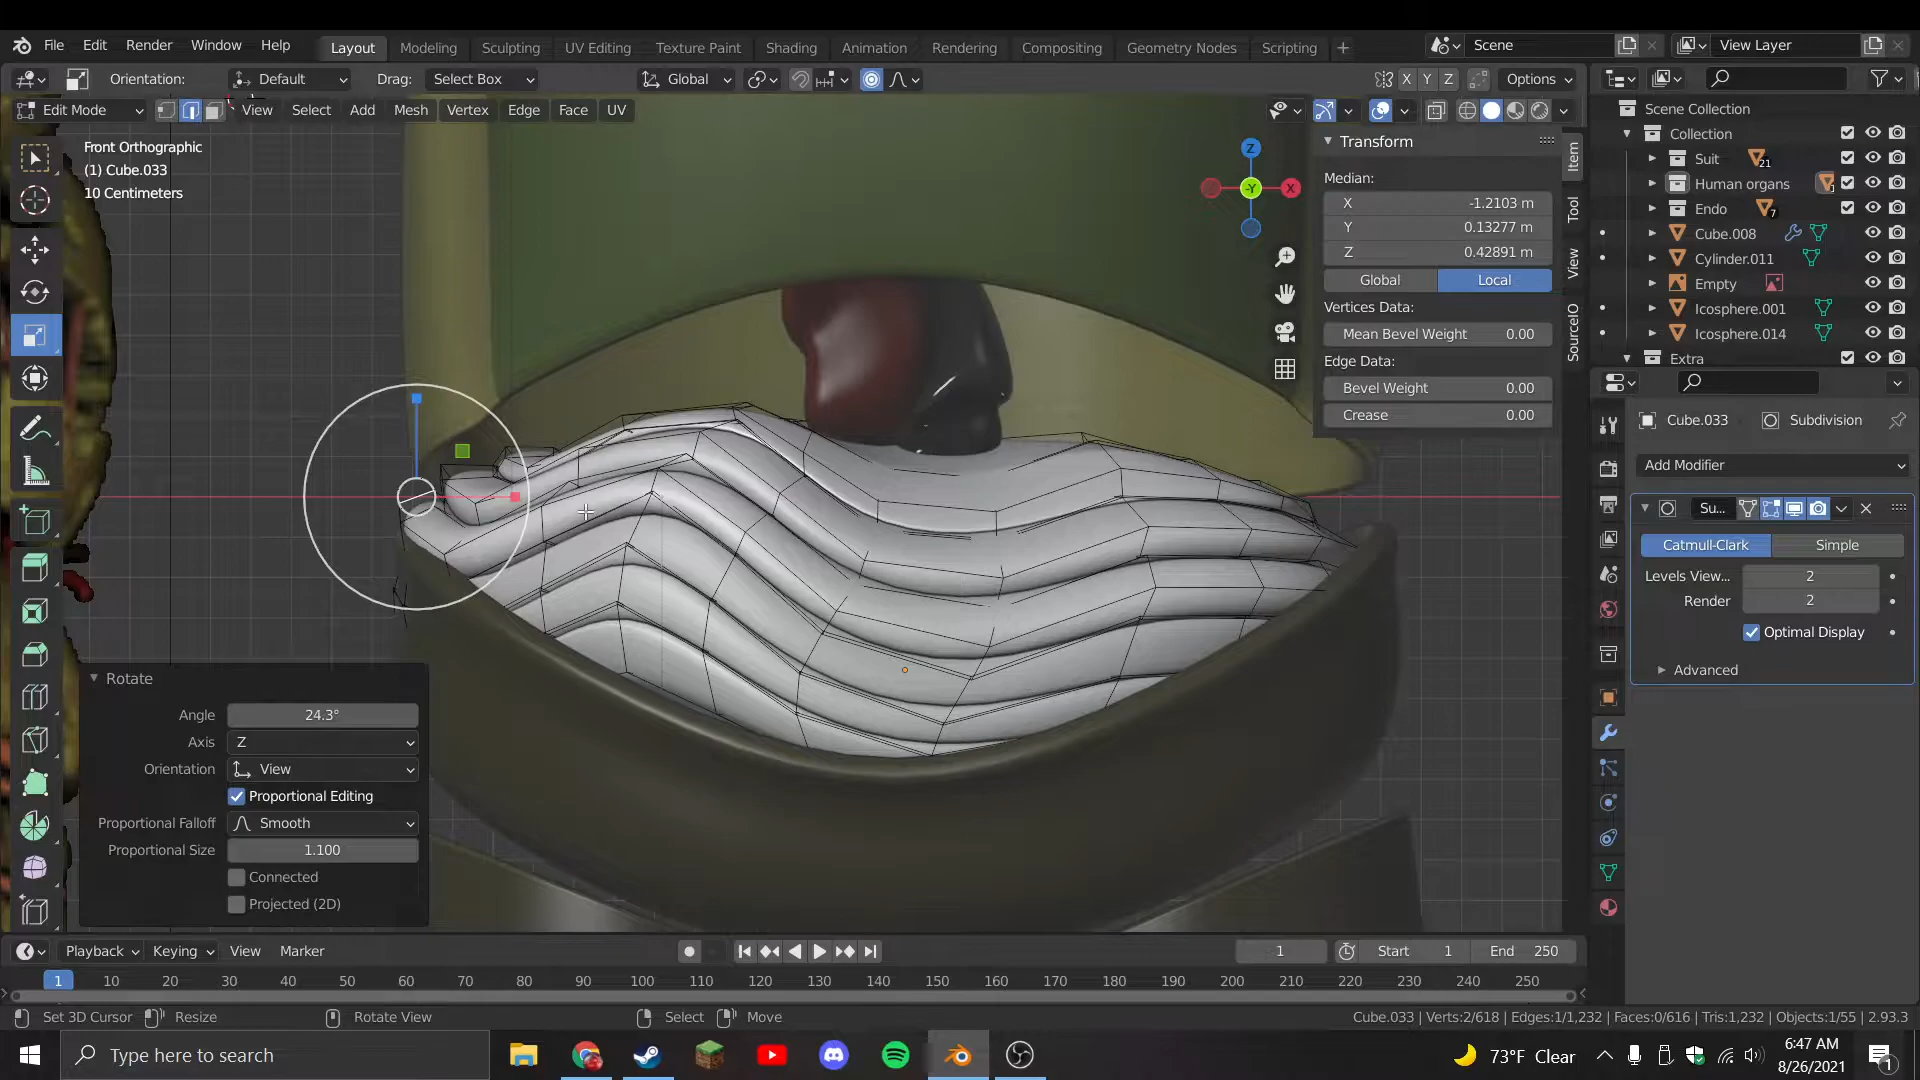 File Edit Render Window Help Layout Modeling Sculpting UV Editing Texture Paint Shading Animation Rendering Compositing Geometry Nodes Scripting Scene View Layer
Orientation: Default Drag: Select Box Global X Y Z Options
Edit Mode View Select Add Mesh Vertex Edge Face UV
Front Orthographic
(1) Cube.033
10 Centimeters
Z
-Y X
Transform
Median:
X -1.2103 m
Y 0.13277 m
Z 0.42891 m
Global Local
Vertices Data:
Mean Bevel Weight 0.00
Edge Data:
Bevel Weight 0.00
Crease 0.00
Item
Tool
View
SourceIO
Scene Collection
Collection
Suit 21
Human organs 1
Endo 7
Cube.008
Cylinder.011
Empty
Icosphere.001
Icosphere.014
Extra
Cube.033 Subdivision
Add Modifier
Su...
Catmull-Clark Simple
Levels View... 2
Render 2
Optimal Display
Advanced
Rotate
Angle 24.3°
Axis Z
Orientation View
Proportional Editing
Proportional Falloff Smooth
Proportional Size 1.100
Connected
Projected (2D)
Playback Keying View Marker 1 Start 1 End 250
1 10 20 30 40 50 60 70 80 90 100 110 120 130 140 150 160 170 180 190 200 210 220 230 240 250
Set 3D Cursor Resize Rotate View Select Move Cube.033 | Verts:2/618 | Edges:1/1,232 | Faces:0/616 | Tris:1,232 | Objects:1/55 | 2.93.3
Type here to search 73°F Clear 6:47 AM
8/26/2021 1